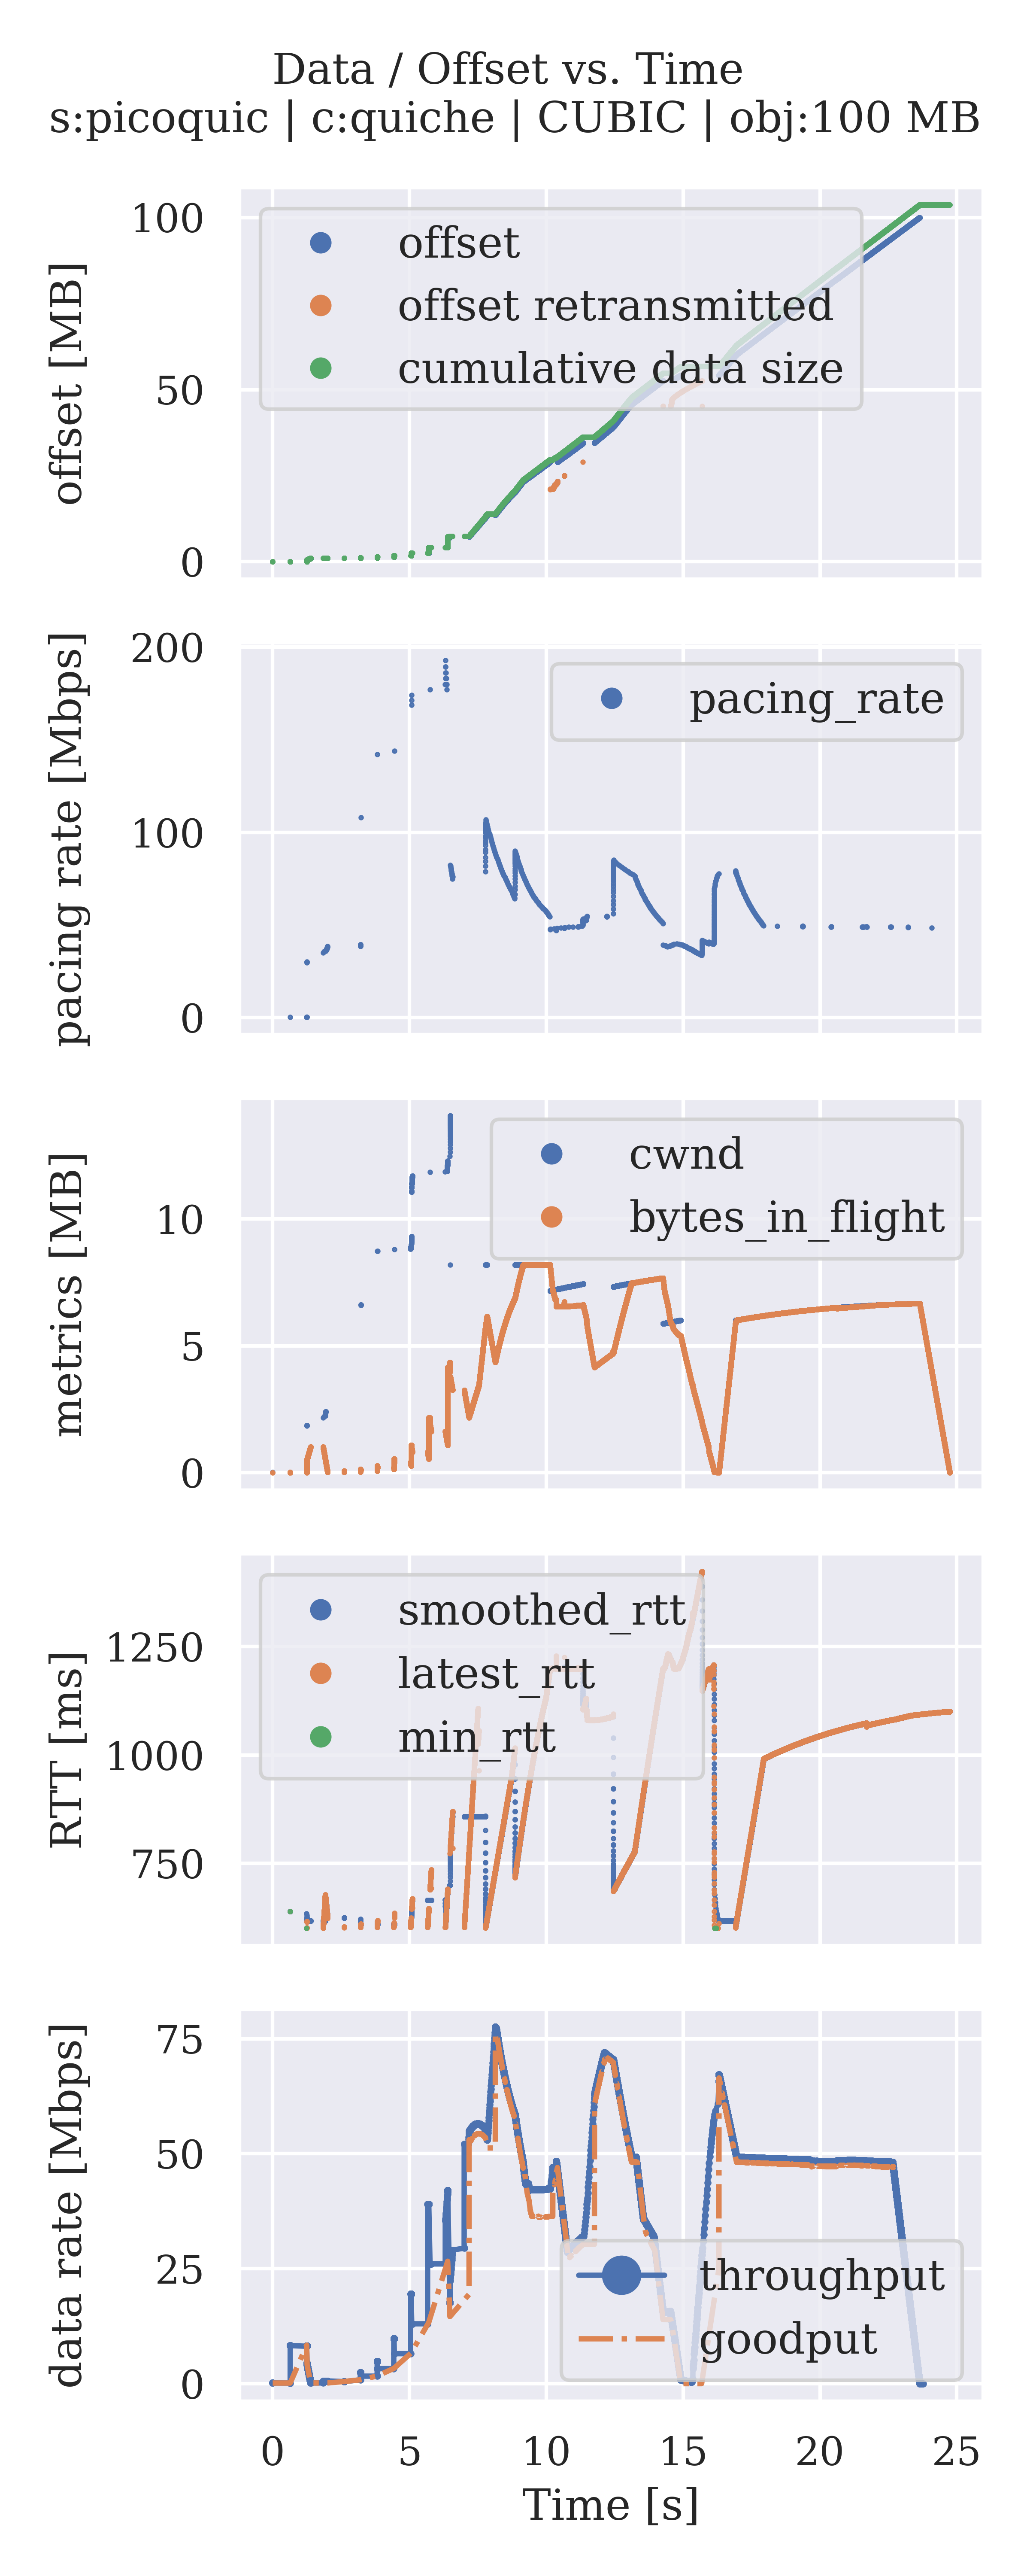 Data / Offset vs. Time
s:picoquic | c:quiche | CUBIC | obj:100 MB
offset [MB]
100
50
0
offset
offset retransmitted
cumulative data size
pacing rate [Mbps]
200
100
0
pacing_rate
metrics [MB]
10
5
0
cwnd
bytes_in_flight
RTT [ms]
1250
1000
750
smoothed_rtt
latest_rtt
min_rtt
data rate [Mbps]
75
50
25
0
throughput
goodput
0 5 10 15 20 25
Time [s]